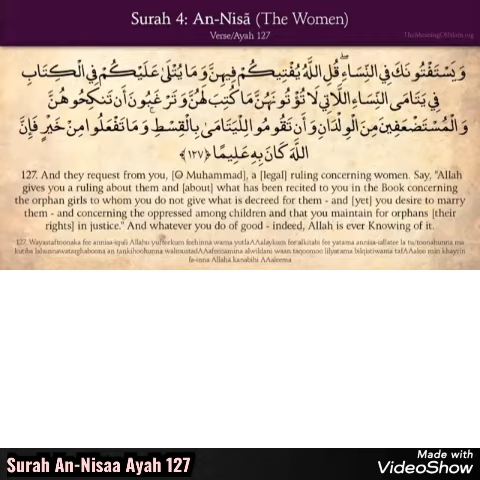 Surah 4: An-Nisā (The Women)
Verse/Ayah 127
TheMeaningOfIslam.org
وَيَسْتَفْتُونَكَ فِي النِّسَاءِ ۖ قُلِ اللَّهُ يُفْتِيكُمْ فِيهِنَّ وَمَا يُتْلَىٰ عَلَيْكُمْ فِي الْكِتَابِ
فِي يَتَامَى النِّسَاءِ اللَّاتِي لَا تُؤْتُونَهُنَّ مَا كُتِبَ لَهُنَّ وَتَرْغَبُونَ أَن تَنكِحُوهُنَّ
وَالْمُسْتَضْعَفِينَ مِنَ الْوِلْدَانِ وَأَن تَقُومُوا لِلْيَتَامَىٰ بِالْقِسْطِ ۚ وَمَا تَفْعَلُوا مِنْ خَيْرٍ فَإِنَّ
اللَّهَ كَانَ بِهِ عَلِيمًا ﴿١٢٧﴾
127. And they request from you, [O Muhammad], a [legal] ruling concerning women. Say, "Allah
gives you a ruling about them and [about] what has been recited to you in the Book concerning
the orphan girls to whom you do not give what is decreed for them - and [yet] you desire to marry
them - and concerning the oppressed among children and that you maintain for orphans [their
rights] in justice." And whatever you do of good - indeed, Allah is ever Knowing of it.
Surah An-Nisaa Ayah 127
Made with
VideoShow